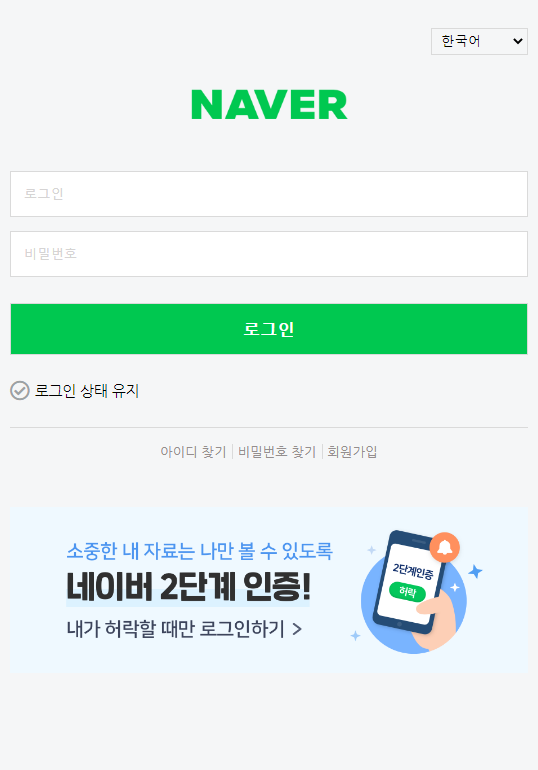 한국어
NAVER
로그인
비밀번호
로그인
로그인 상태 유지
아이디 찾기 | 비밀번호 찾기 | 회원가입
소중한 내 자료는 나만 볼 수 있도록
네이버 2단계 인증!
내가 허락할 때만 로그인하기 >
2단계인증
허락